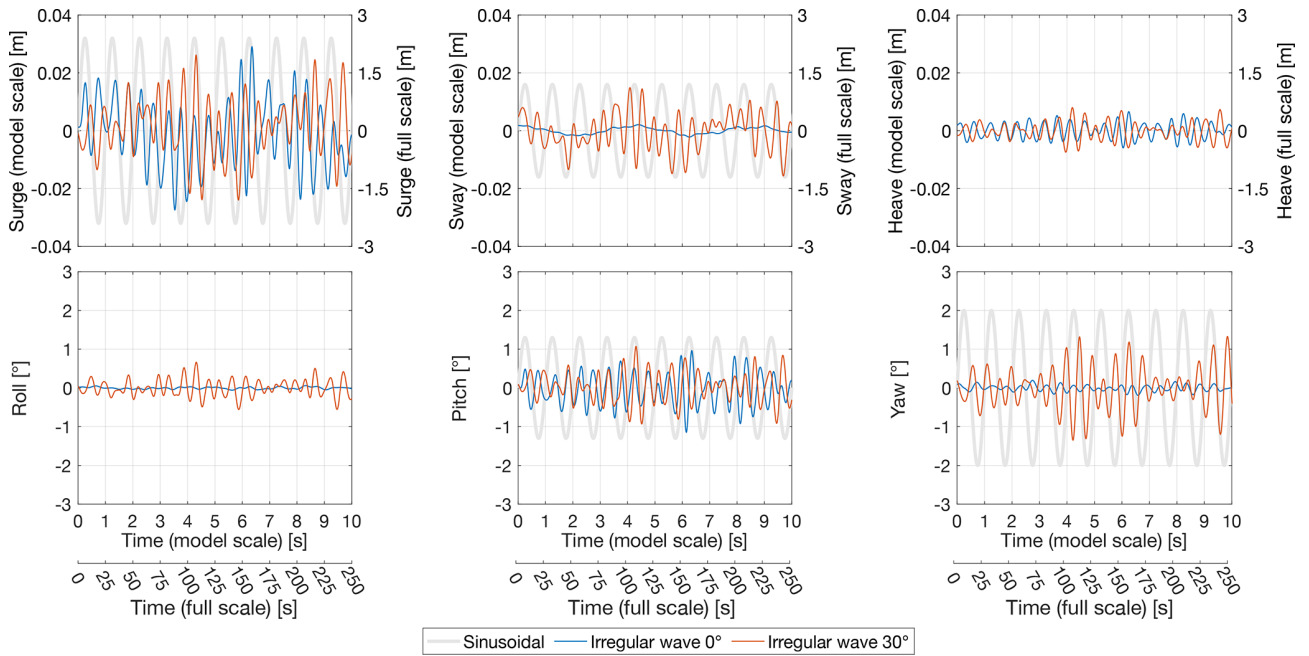 Surge (model scale) [m]
0.04
0.02
0
-0.02
-0.04
3
1.5
0
-1.5
-3
Surge (full scale) [m]
Sway (model scale) [m]
0.04
0.02
0
-0.02
-0.04
3
1.5
0
-1.5
-3
Sway (full scale) [m]
Heave (model scale) [m]
0.04
0.02
0
-0.02
-0.04
3
1.5
0
-1.5
-3
Heave (full scale) [m]
Roll [°]
3
2
1
0
-1
-2
-3
0 1 2 3 4 5 6 7 8 9 10
Time (model scale) [s]
0 25 50 75 100 125 150 175 200 225 250
Time (full scale) [s]
Pitch [°]
3
2
1
0
-1
-2
-3
0 1 2 3 4 5 6 7 8 9 10
Time (model scale) [s]
0 25 50 75 100 125 150 175 200 225 250
Time (full scale) [s]
Yaw [°]
3
2
1
0
-1
-2
-3
0 1 2 3 4 5 6 7 8 9 10
Time (model scale) [s]
0 25 50 75 100 125 150 175 200 225 250
Time (full scale) [s]
Sinusoidal Irregular wave 0° Irregular wave 30°